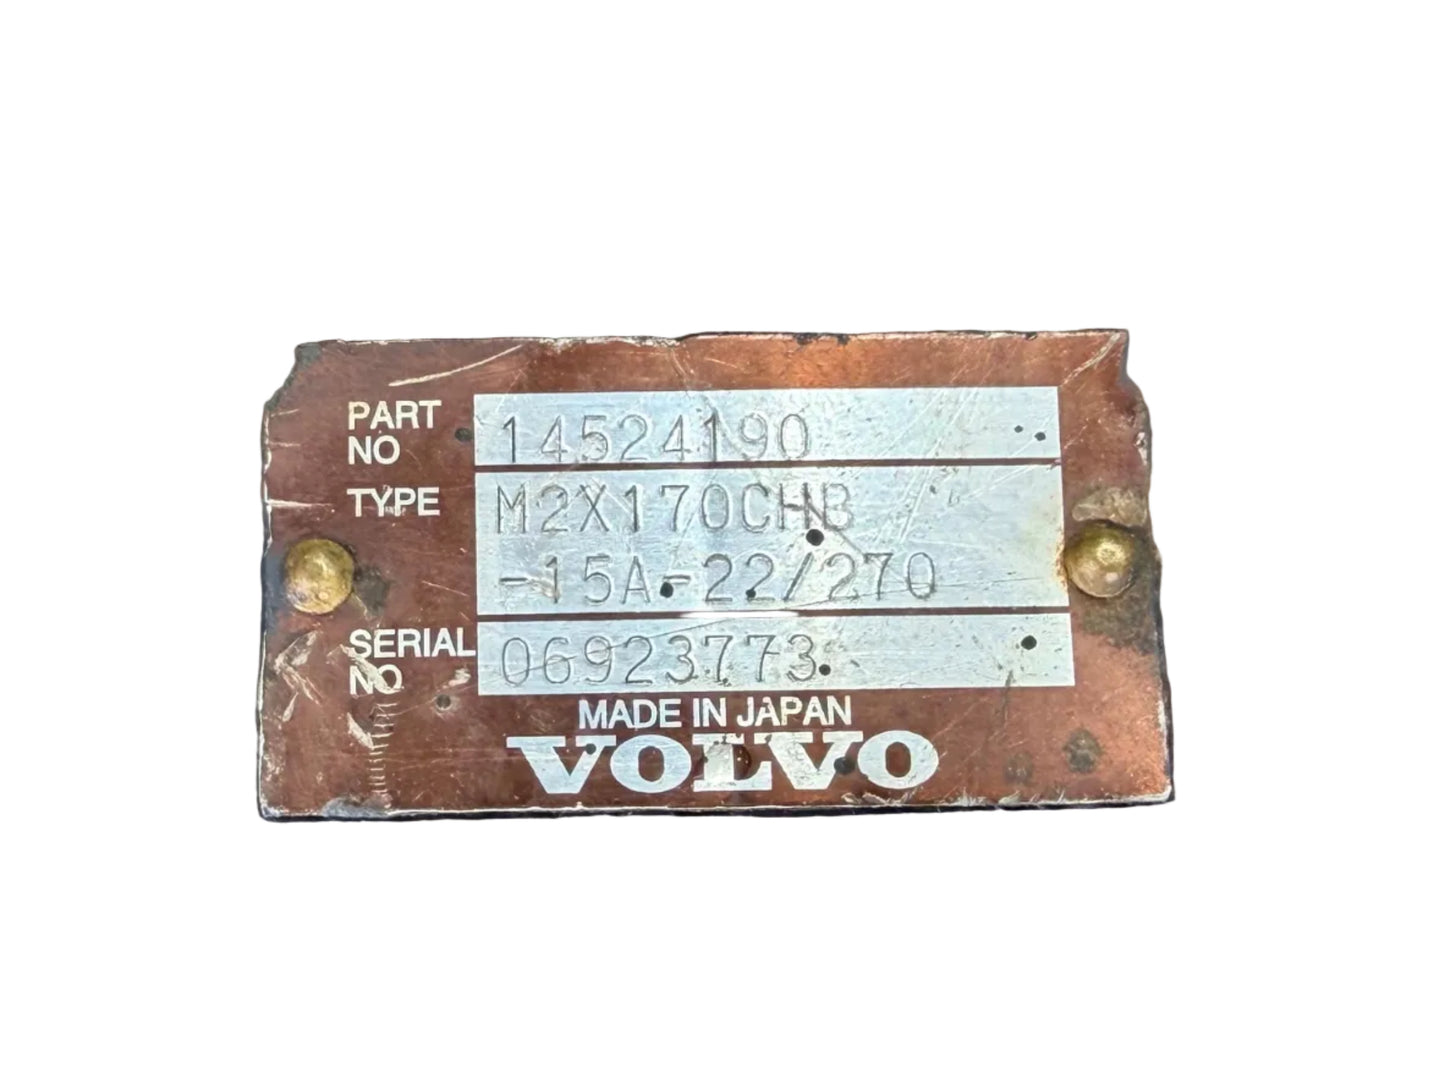 PART NO 14524190
TYPE M2X170CHB
-15A-22/270
SERIAL NO 06923773
MADE IN JAPAN
VOLVO